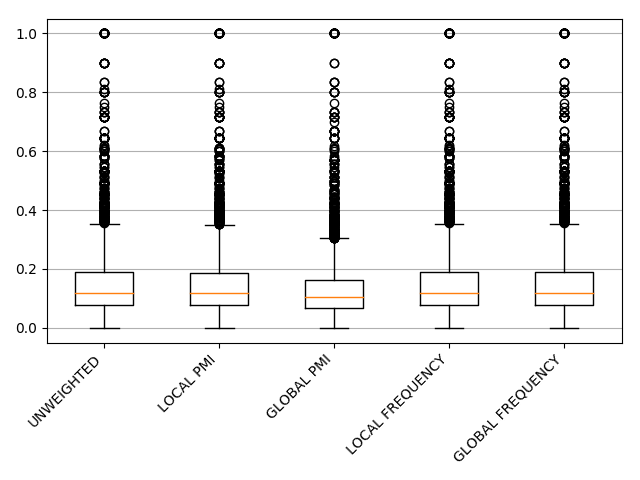 1.0
0.8
0.6
0.4
0.2
0.0
UNWEIGHTED
LOCAL PMI
GLOBAL PMI
LOCAL FREQUENCY
GLOBAL FREQUENCY